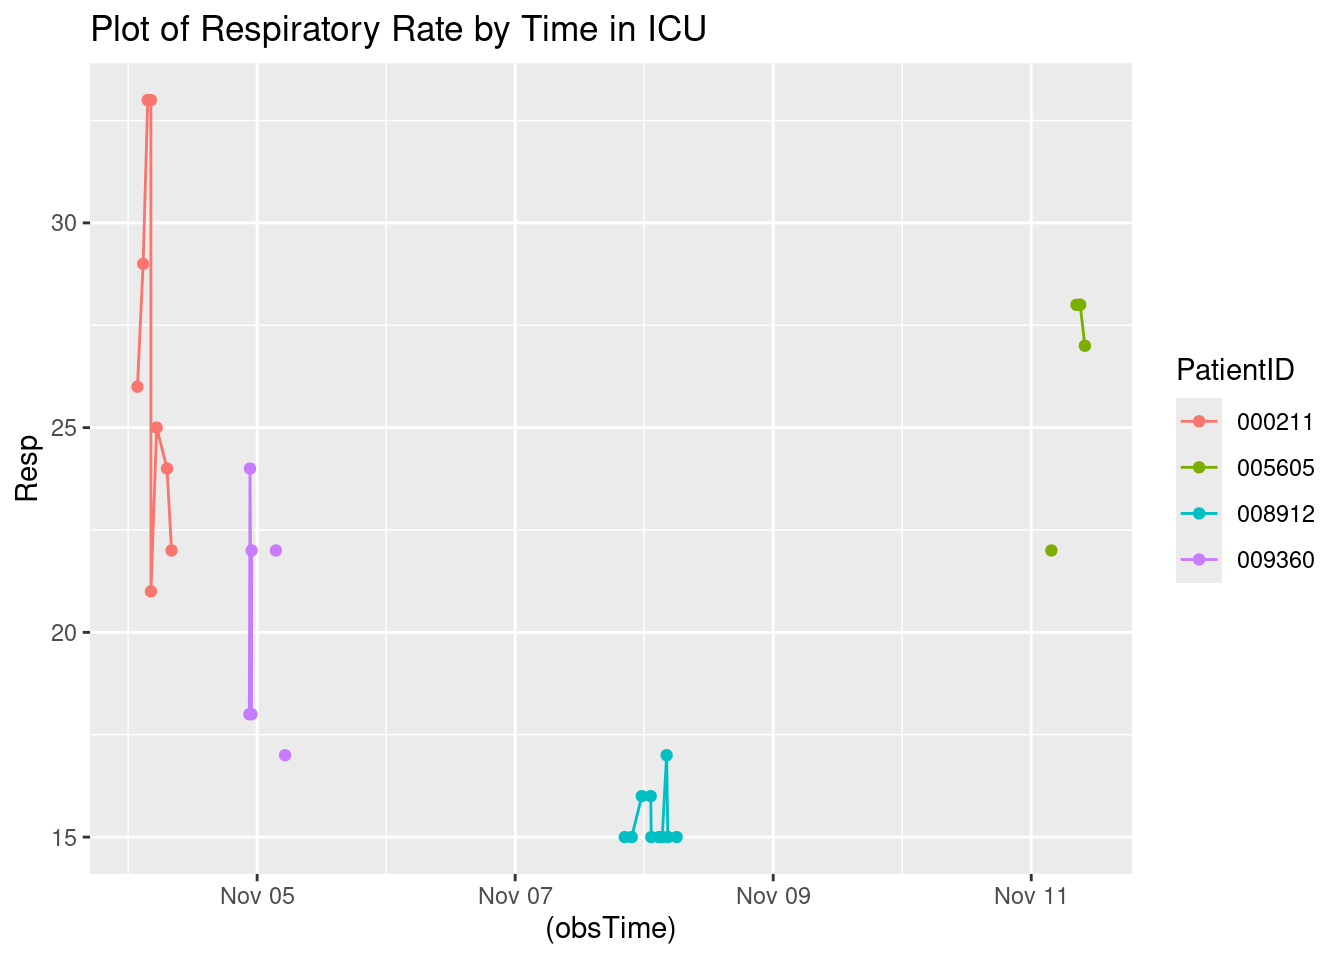 Plot of Respiratory Rate by Time in ICU
Resp
30
25
20
15
Nov 05
Nov 07
Nov 09
Nov 11
(obsTime)
PatientID
000211
005605
008912
009360